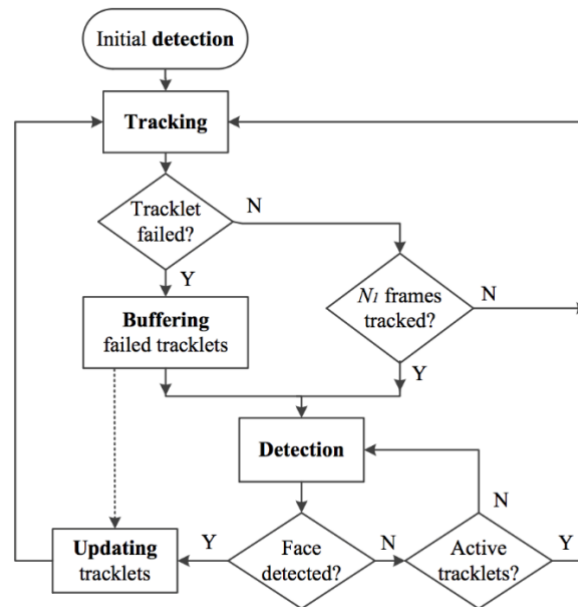 Initial detection
Tracking
Tracklet
failed?
N
Y
N1 frames
tracked?
N
Y
Buffering
failed tracklets
Detection
N
Updating
tracklets
Y
Face
detected?
N
Active
tracklets?
Y